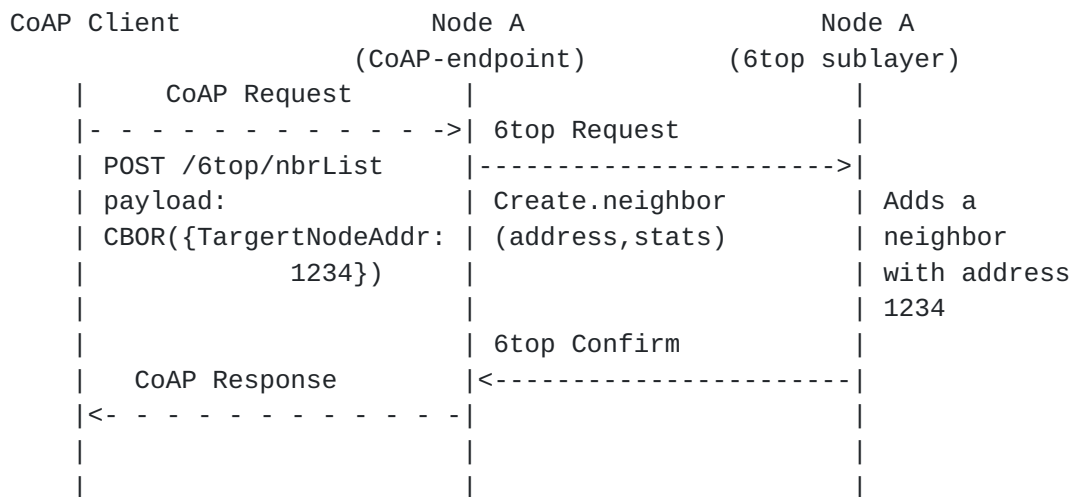 CoAP Client                Node A                   Node A
                      (CoAP-endpoint)         (6top sublayer)
    |     CoAP Request       |                        |
    |- - - - - - - - - - - ->| 6top Request           |
    | POST /6top/nbrList     |----------------------->|
    | payload:               | Create.neighbor        | Adds a
    | CBOR({TargertNodeAddr: | (address,stats)        | neighbor
    |             1234})     |                        | with address
    |                        |                        | 1234
    |                        | 6top Confirm           |
    |   CoAP Response        |<-----------------------|
    |<- - - - - - - - - - - -|                        |
    |                        |                        |
    |                        |                        |